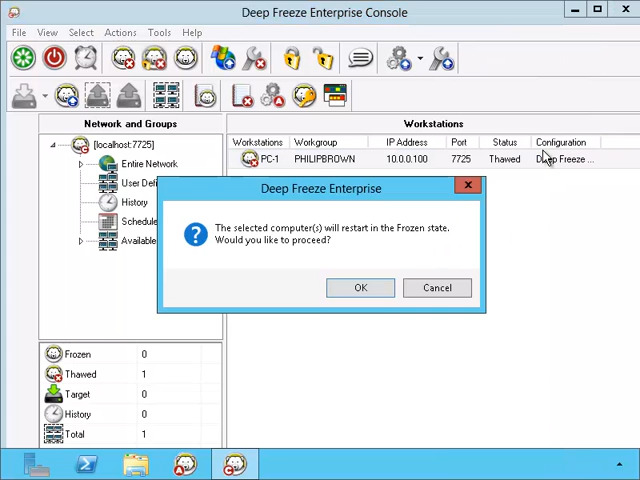 Deep Freeze Enterprise Console
File View Select Actions Tools Help
Network and Groups
Workstations
[localhost:7725]
Entire Network
User Defi
History
Schedule
Availabl
Workstations Workgroup IP Address Port Status Configuration
PC-1 PHILIPBROWN 10.0.0.100 7725 Thawed Deep Freeze ...
Deep Freeze Enterprise
The selected computer(s) will restart in the Frozen state.
Would you like to proceed?
OK Cancel
Frozen 0
Thawed 1
Target 0
History 0
Total 1